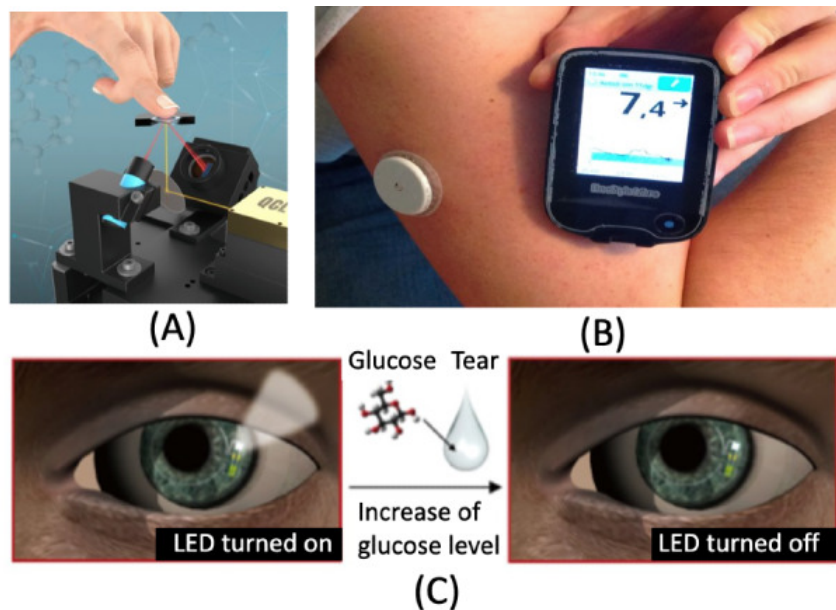 QCL
(A)
7,4→
(B)
Glucose Tear
LED turned on
Increase of
glucose level
LED turned off
(C)